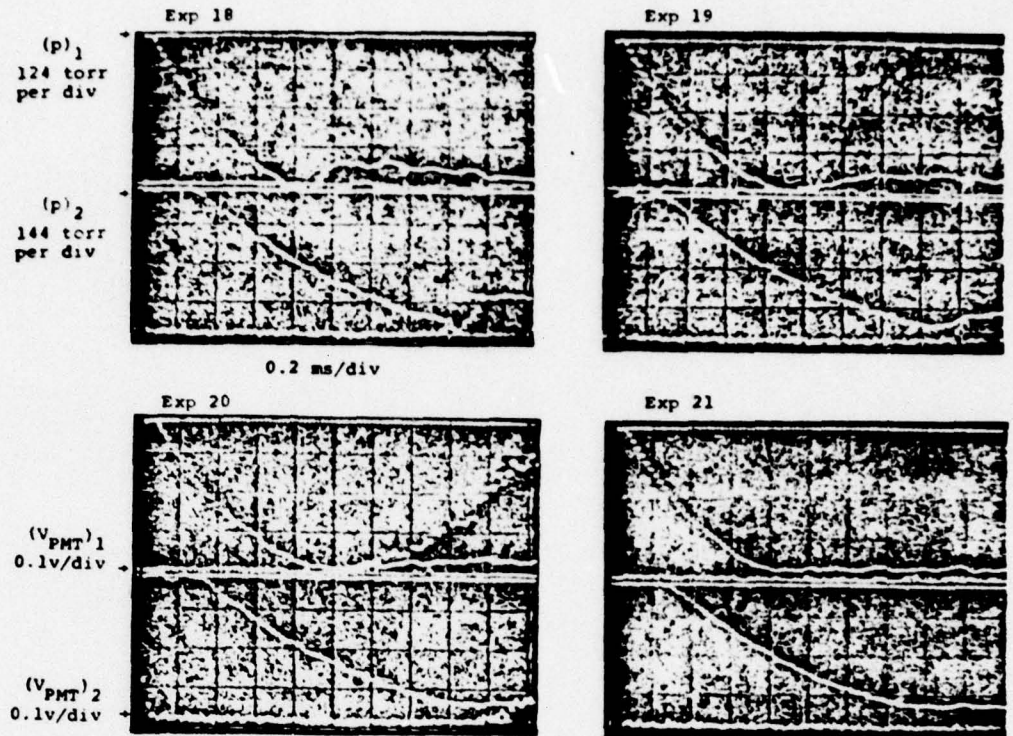 Exp 18
Exp 19
(p)1
124 torr
per div
(p)2
144 torr
per div
0.2 ms/div
Exp 20
Exp 21
(VPMT)1
0.1v/div
(VPMT)2
0.1v/div